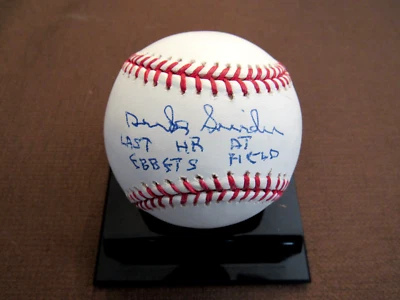 Duke Snider
LAST HR AT
EBBETS FIELD